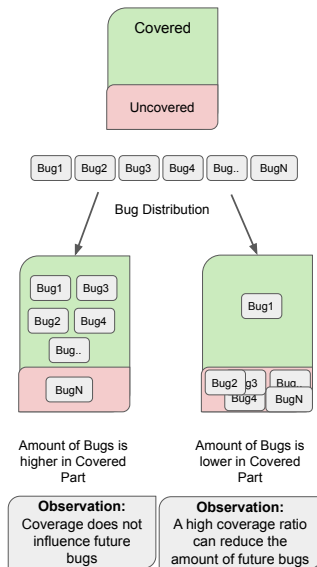 Covered
Uncovered
Bug1 Bug2 Bug3 Bug4 Bug.. BugN
Bug Distribution
Bug1 Bug3
Bug2 Bug4
Bug..
BugN
Amount of Bugs is
higher in Covered
Part
Observation:
Coverage does not
influence future
bugs
Bug1
Bug2 Bug3 Bug..
Bug4 BugN
Amount of Bugs is
lower in Covered
Part
Observation:
A high coverage ratio
can reduce the
amount of future bugs